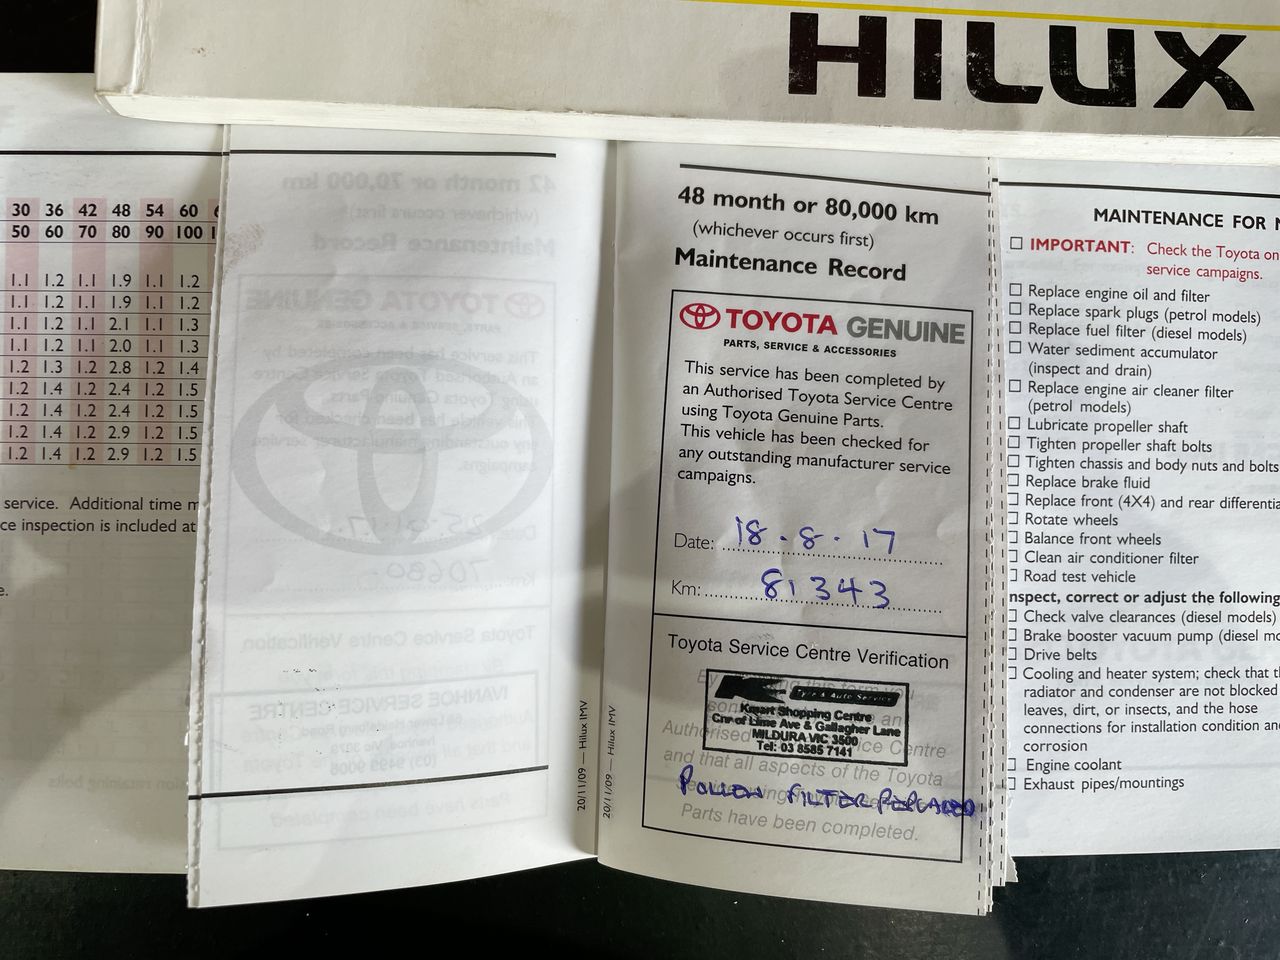 HILUX
30 36 42 48 54 60
50 60 70 80 90 100
1.1 1.2 1.1 1.9 1.1 1.2
1.1 1.2 1.1 1.9 1.1 1.2
1.1 1.2 1.1 2.1 1.1 1.3
1.1 1.2 1.1 2.0 1.1 1.3
1.2 1.3 1.2 2.8 1.2 1.4
1.2 1.4 1.2 2.4 1.2 1.5
1.2 1.4 1.2 2.4 1.2 1.5
1.2 1.4 1.2 2.9 1.2 1.5
1.2 1.4 1.2 2.9 1.2 1.5
service. Additional time
inspection is included at
20/11/09 — Hilux IMV
20/11/09 — Hilux IMV
48 month or 80,000 km
(whichever occurs first)
Maintenance Record
TOYOTA GENUINE
PARTS, SERVICE & ACCESSORIES
This service has been completed by
an Authorised Toyota Service Centre
using Toyota Genuine Parts.
This vehicle has been checked for
any outstanding manufacturer service
campaigns.
Date: 18.8.17
Km: 81343
Toyota Service Centre Verification
Tyre & Auto Service
Kmart Shopping Centre
Cnr of Lime Ave & Gallagher Lane
MILDURA VIC 3500
Tel: 03 8585 7141
and that all aspects of the Toyota
POLLEN FILTER REPLACED
Parts have been completed.
MAINTENANCE FOR
IMPORTANT: Check the Toyota on
service campaigns.
Replace engine oil and filter
Replace spark plugs (petrol models)
Replace fuel filter (diesel models)
Water sediment accumulator
(inspect and drain)
Replace engine air cleaner filter
(petrol models)
Lubricate propeller shaft
Tighten propeller shaft bolts
Tighten chassis and body nuts and bolts
Replace brake fluid
Replace front (4X4) and rear differentia
Rotate wheels
Balance front wheels
Clean air conditioner filter
Road test vehicle
nspect, correct or adjust the following
Check valve clearances (diesel models)
Brake booster vacuum pump (diesel mo
Drive belts
Cooling and heater system; check that th
radiator and condenser are not blocked
leaves, dirt, or insects, and the hose
connections for installation condition and
corrosion
Engine coolant
Exhaust pipes/mountings